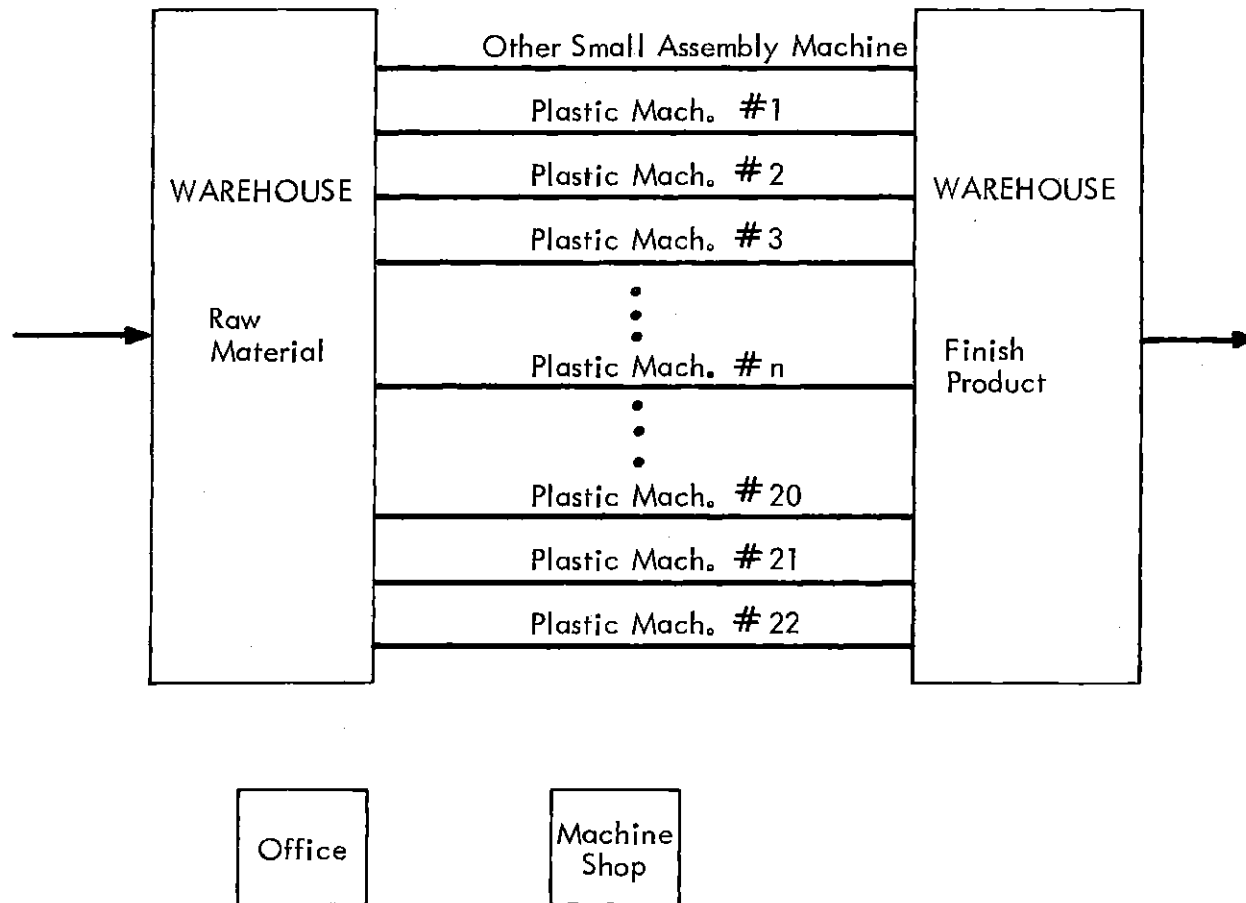 Other Small Assembly Machine
Plastic Mach. #1
Plastic Mach. #2
Plastic Mach. #3
Plastic Mach. #n
Plastic Mach. #20
Plastic Mach. #21
Plastic Mach. #22
WAREHOUSE
Raw
Material
WAREHOUSE
Finish
Product
Office
Machine
Shop